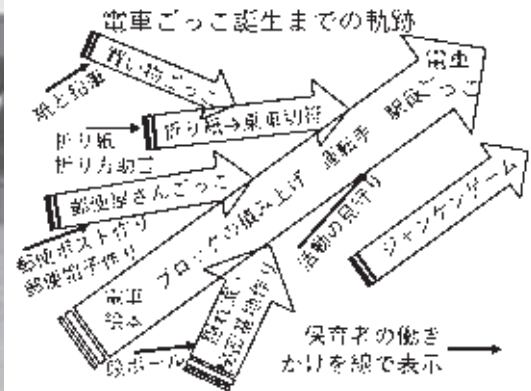 電車ごっこ誕生までの軌跡
買い物ごっこ
紙と鉛筆
電車
駅員ごっこ
運転手
折り紙→乗車切符
折り紙
折り方助言
郵便屋さんごっこ
郵便ポスト作り
郵便帽子作り
ブロックの積み上げ
活動の見守り
ジャンケンゲーム
電車
絵本
段ボール
保育者の働き
かけを線で表示